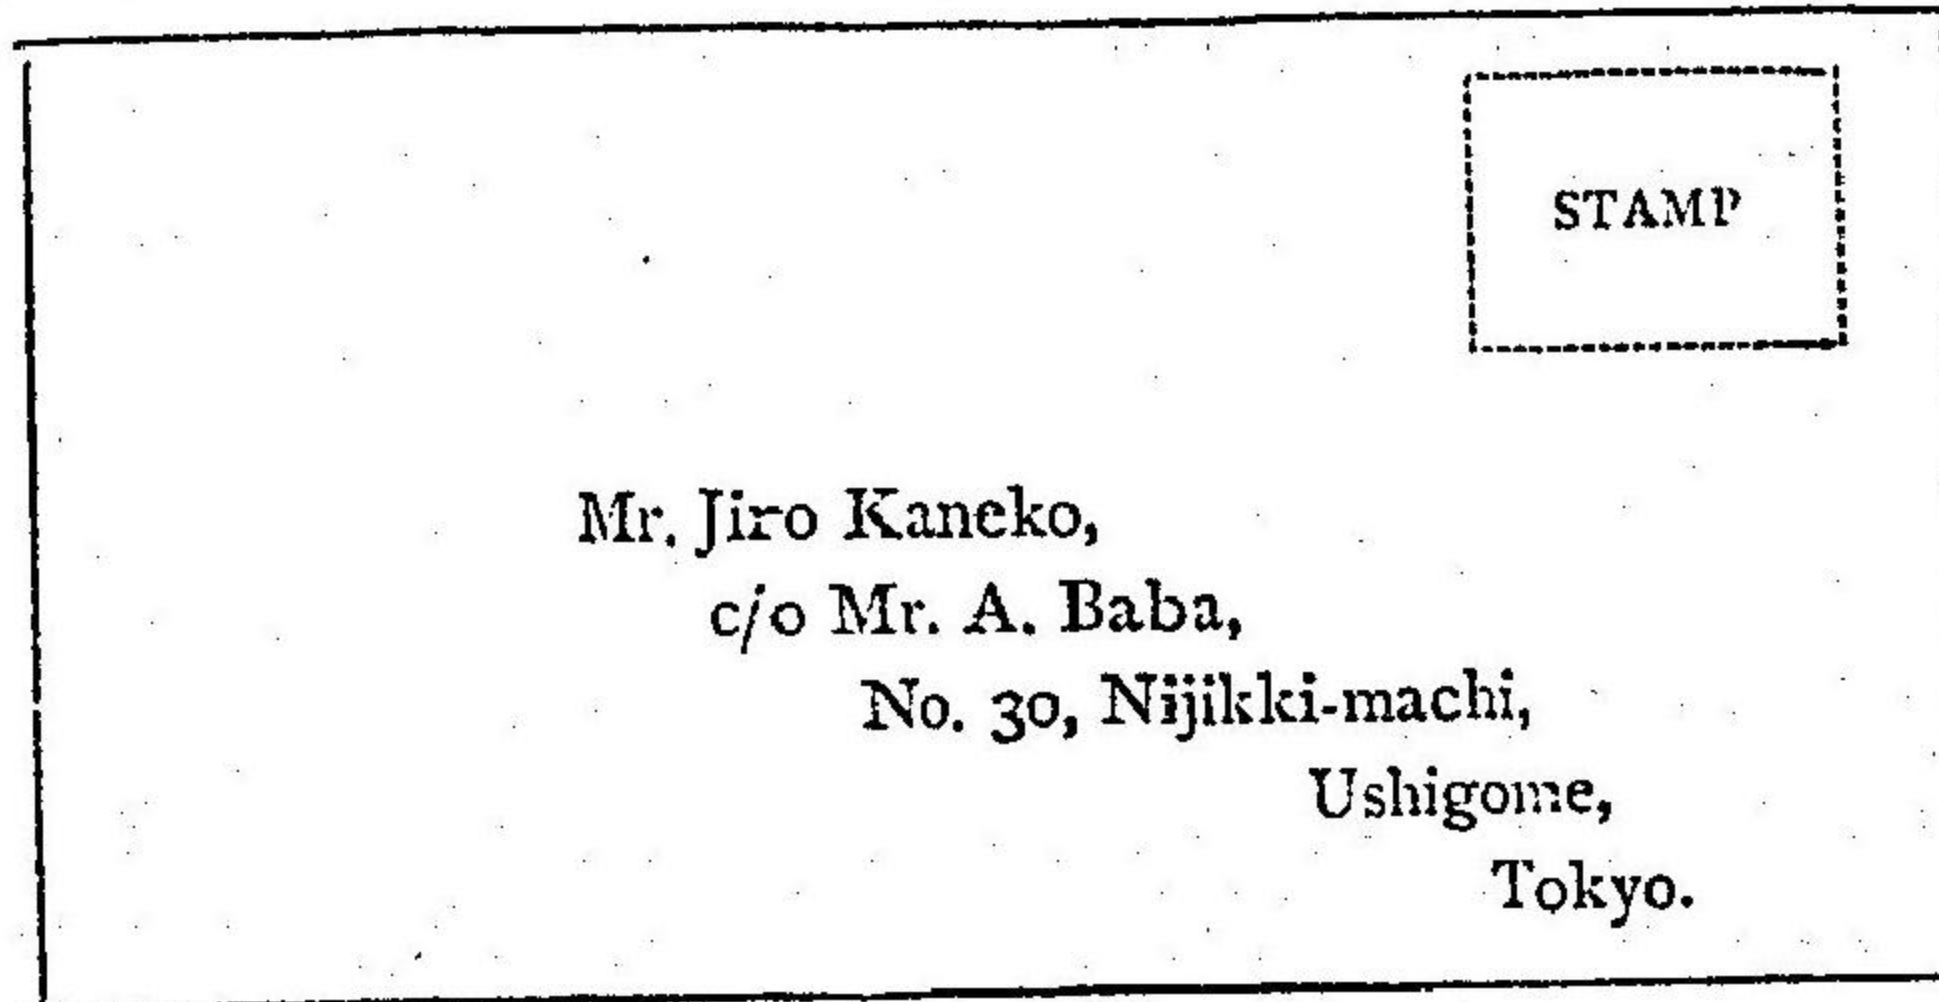 STAMP
Mr. Jiro Kaneko,
c/o Mr. A. Baba,
No. 30, Nijikki-machi,
Ushigome,
Tokyo.